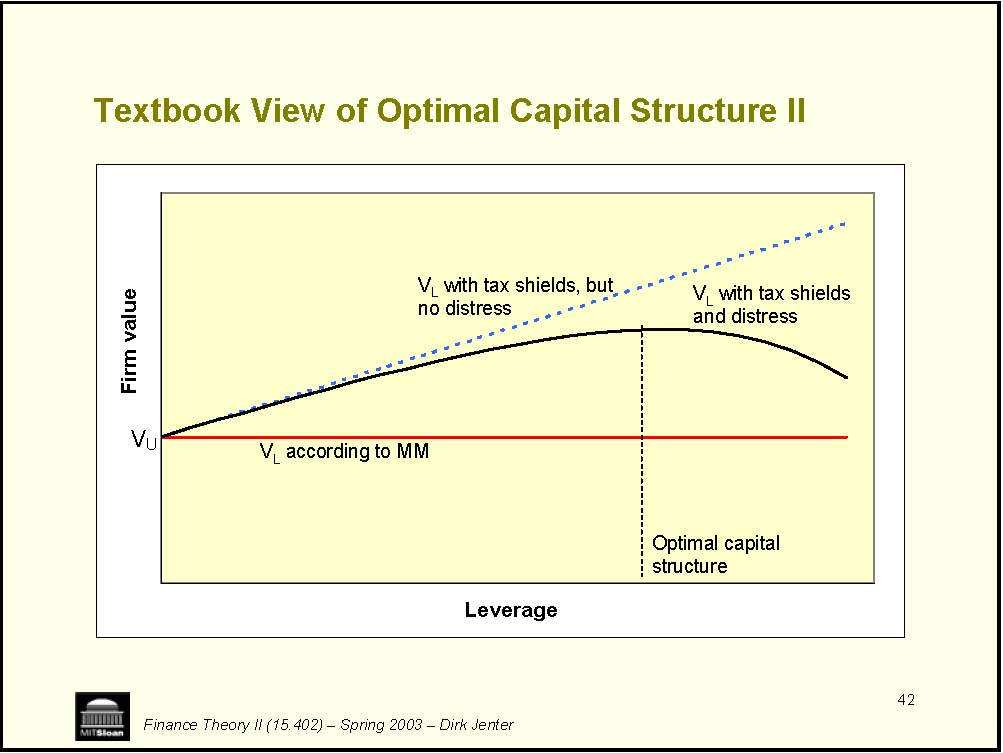 Textbook View of Optimal Capital Structure II
V_L with tax shields, but
no distress
V_L with tax shields
and distress
Firm value
V_U
V_L according to MM
Optimal capital
structure
Leverage
42
MITSloan
Finance Theory II (15.402) – Spring 2003 – Dirk Jenter